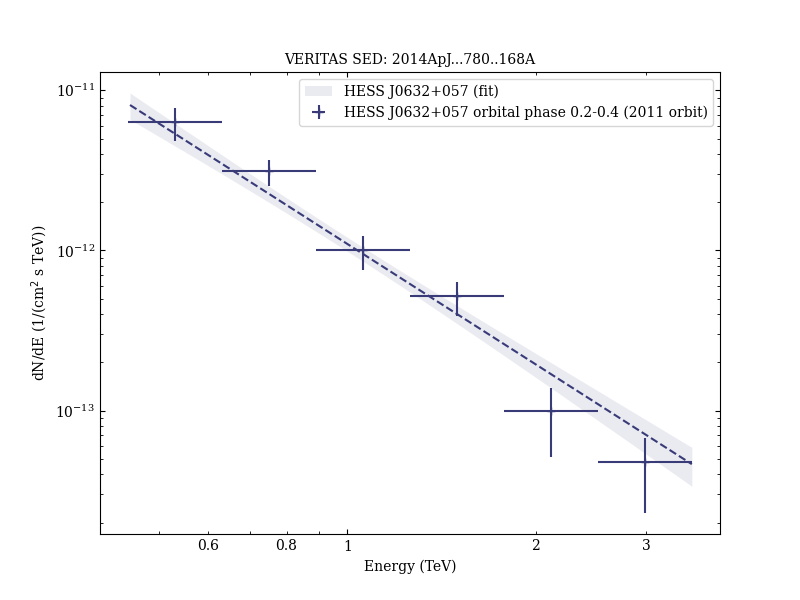 VERITAS SED: 2014ApJ...780..168A
HESS J0632+057 (fit)
HESS J0632+057 orbital phase 0.2-0.4 (2011 orbit)
dN/dE (1/(cm² s TeV))
10⁻¹¹
10⁻¹²
10⁻¹³
0.6 0.8 1 2 3
Energy (TeV)